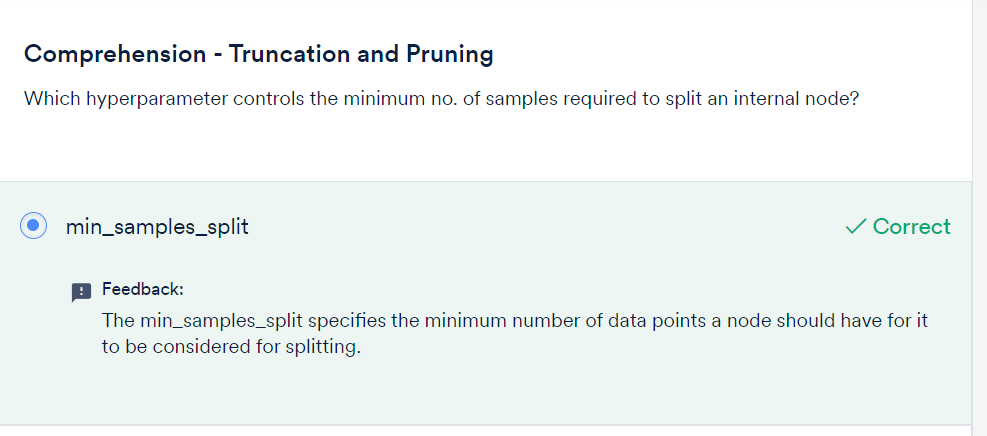 Comprehension - Truncation and Pruning
Which hyperparameter controls the minimum no. of samples required to split an internal node?
min_samples_split
Correct
Feedback:
The min_samples_split specifies the minimum number of data points a node should have for it
to be considered for splitting.